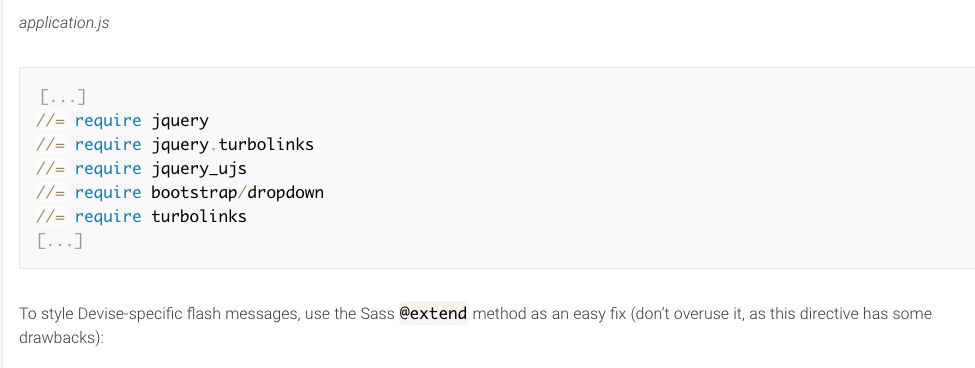 application.js
[...]
//= require jquery
//= require jquery.turbolinks
//= require jquery_ujs
//= require bootstrap/dropdown
//= require turbolinks
[...]
To style Devise-specific flash messages, use the Sass @extend method as an easy fix (don’t overuse it, as this directive has some
drawbacks):